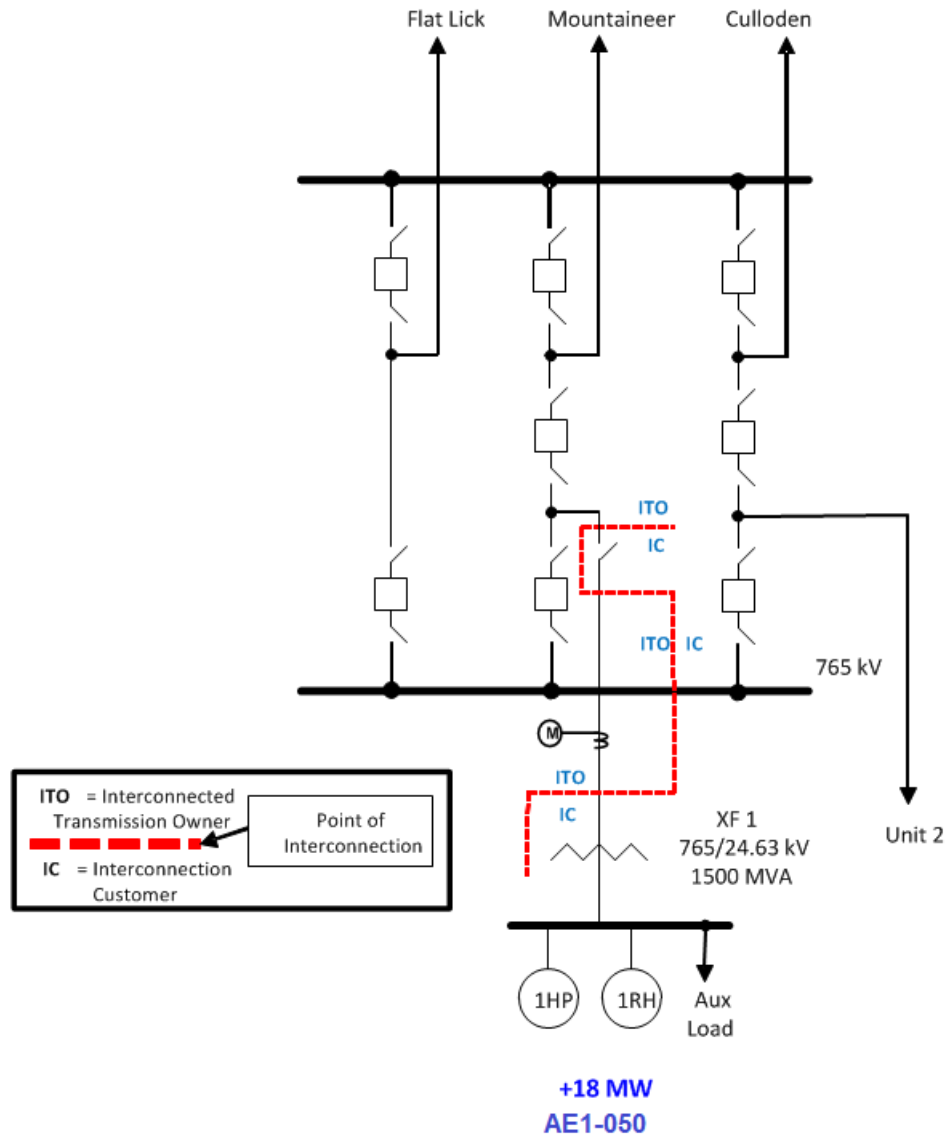 Flat Lick
Mountaineer
Culloden
ITO
IC
ITO IC
765 kV
M
ITO
IC
XF 1
765/24.63 kV
1500 MVA
Unit 2
ITO = Interconnected
Transmission Owner
IC = Interconnection
Customer
Point of
Interconnection
1HP
1RH
Aux
Load
+18 MW
AE1-050